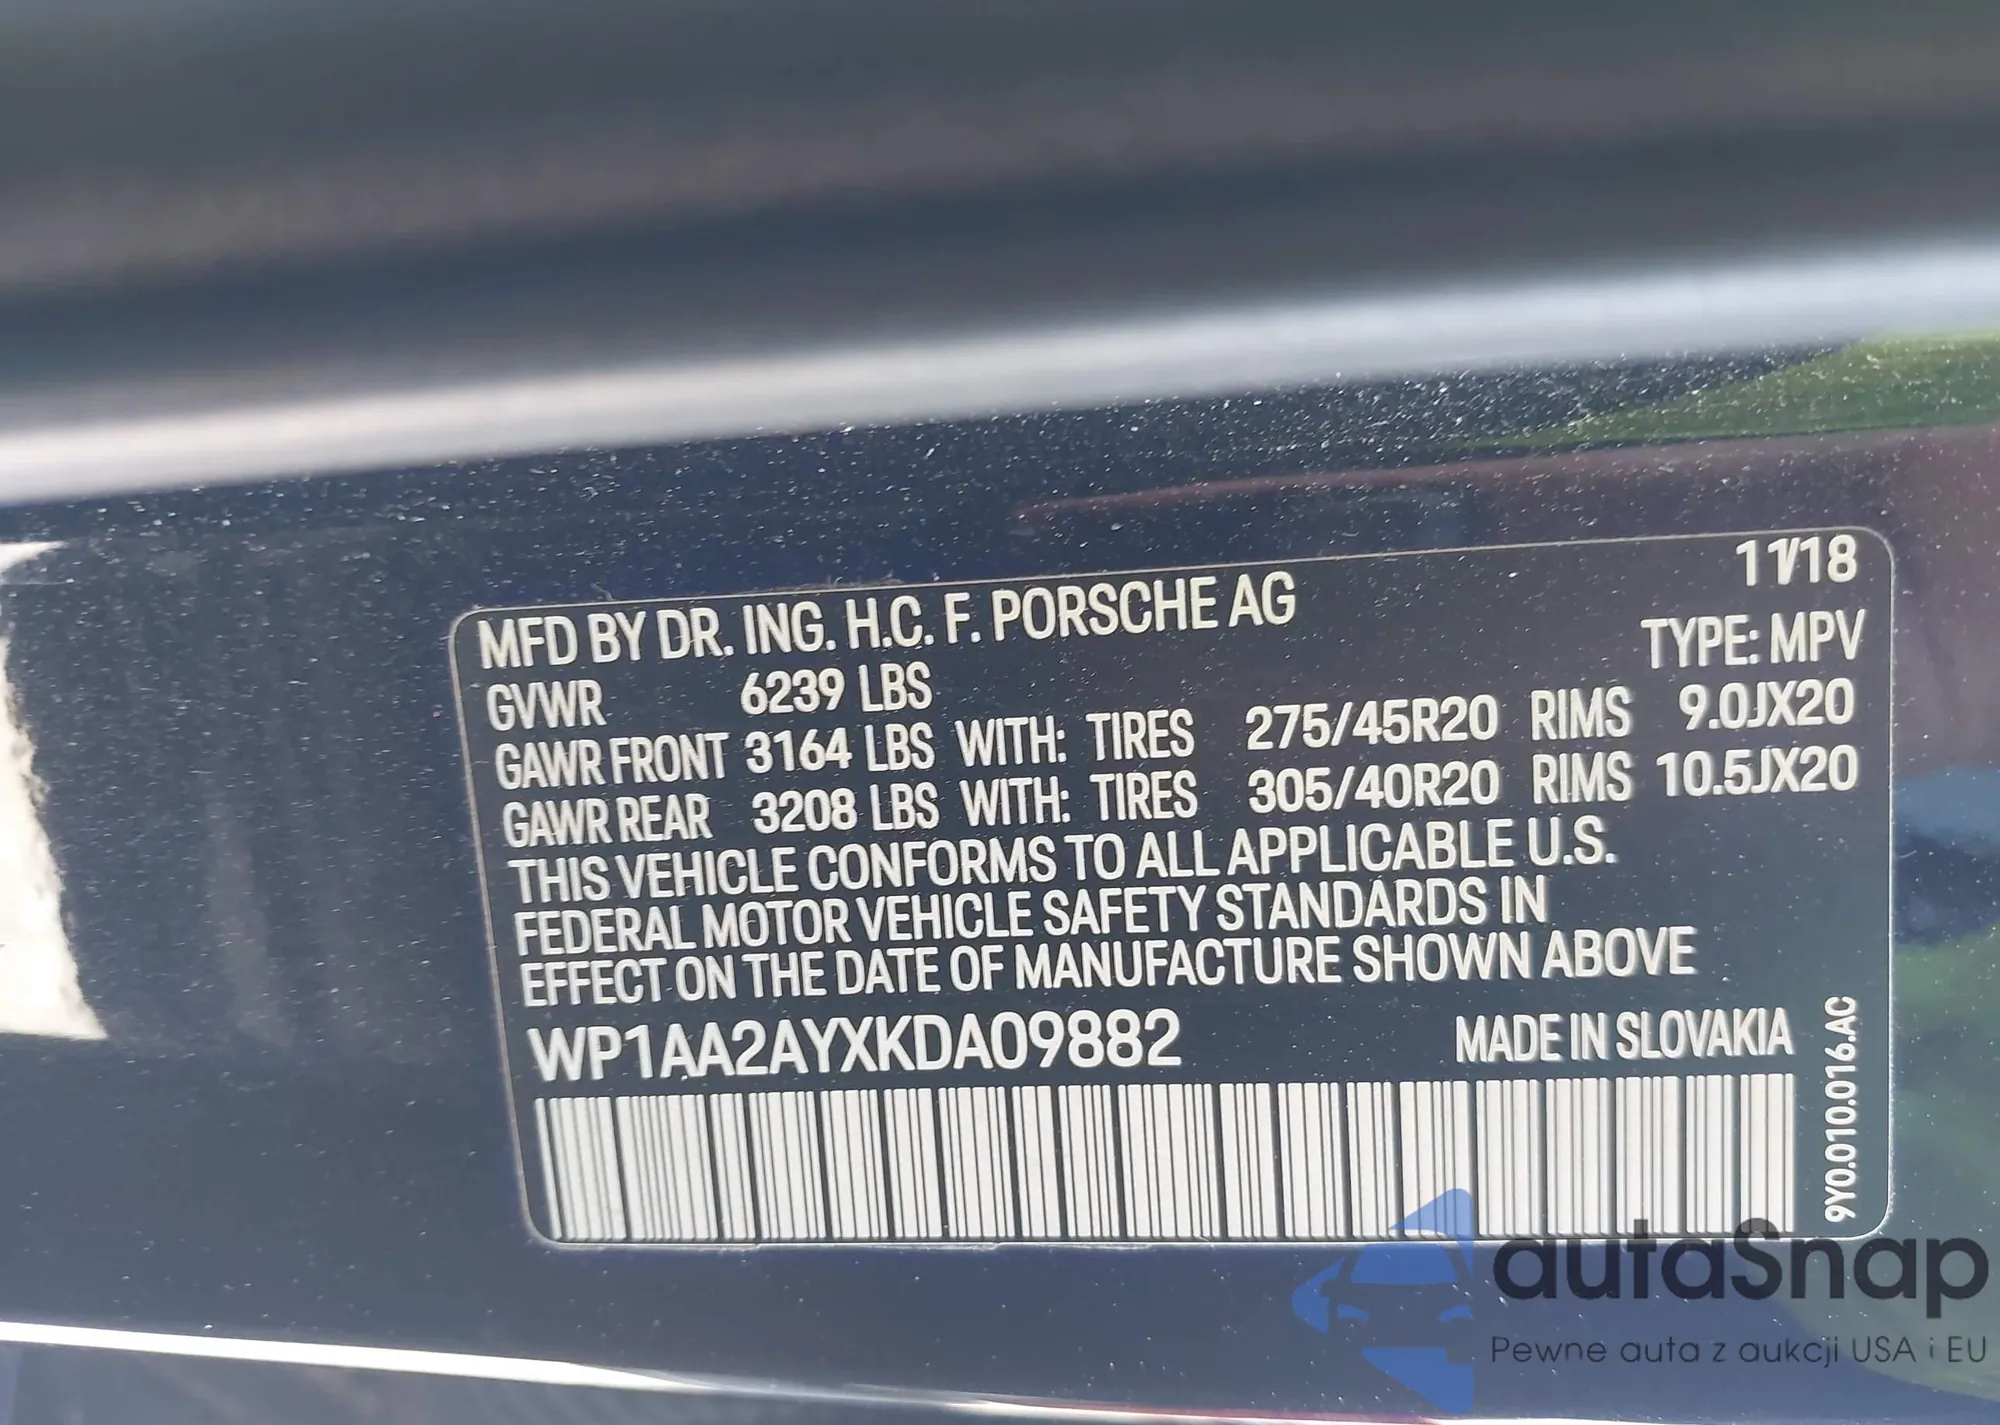 11/18
MFD BY DR. ING. H.C. F. PORSCHE AG
TYPE: MPV
GVWR 6239 LBS
GAWR FRONT 3164 LBS WITH: TIRES 275/45R20 RIMS 9.0JX20
GAWR REAR 3208 LBS WITH: TIRES 305/40R20 RIMS 10.5JX20
THIS VEHICLE CONFORMS TO ALL APPLICABLE U.S.
FEDERAL MOTOR VEHICLE SAFETY STANDARDS IN
EFFECT ON THE DATE OF MANUFACTURE SHOWN ABOVE
WP1AA2AYXKDA09882 MADE IN SLOVAKIA
9Y0.010.016.AC
autaSnap
Pewne auta z aukcji USA i EU